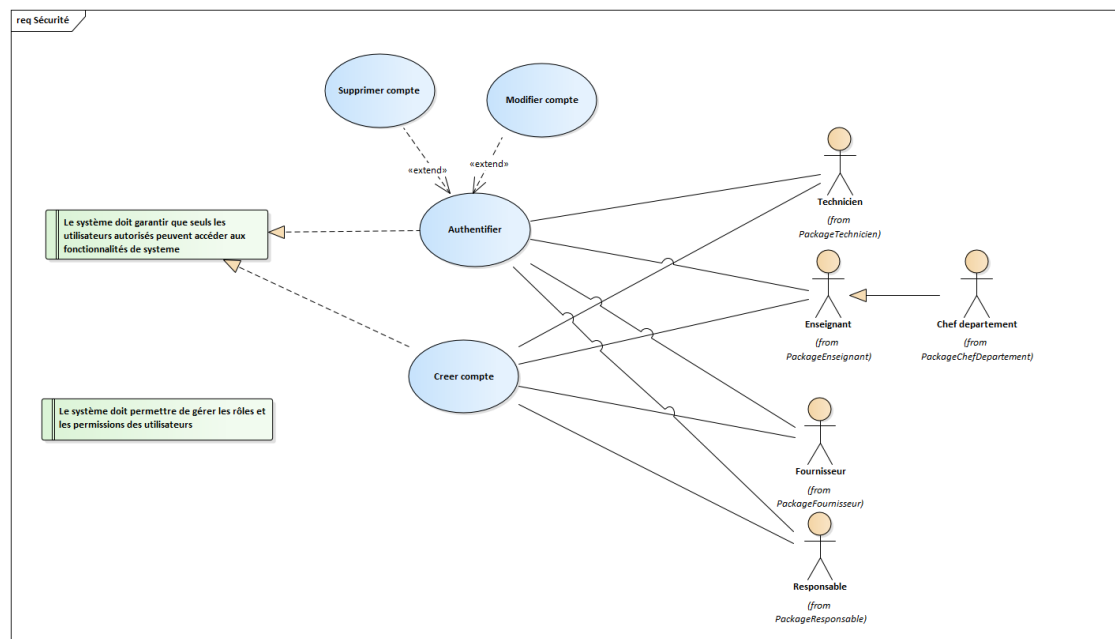 req Sécurité
Supprimer compte
Modifier compte
«extend»
«extend»
Technicien
(from
PackageTechnicien)
Le système doit garantir que seuls les
utilisateurs autorisés peuvent accéder aux
fonctionnalités de systeme
Authentifier
Enseignant
(from
PackageEnseignant)
Chef departement
(from
PackageChefDepartement)
Creer compte
Le système doit permettre de gérer les rôles et
les permissions des utilisateurs
Fournisseur
(from
PackageFournisseur)
Responsable
(from
PackageResponsable)